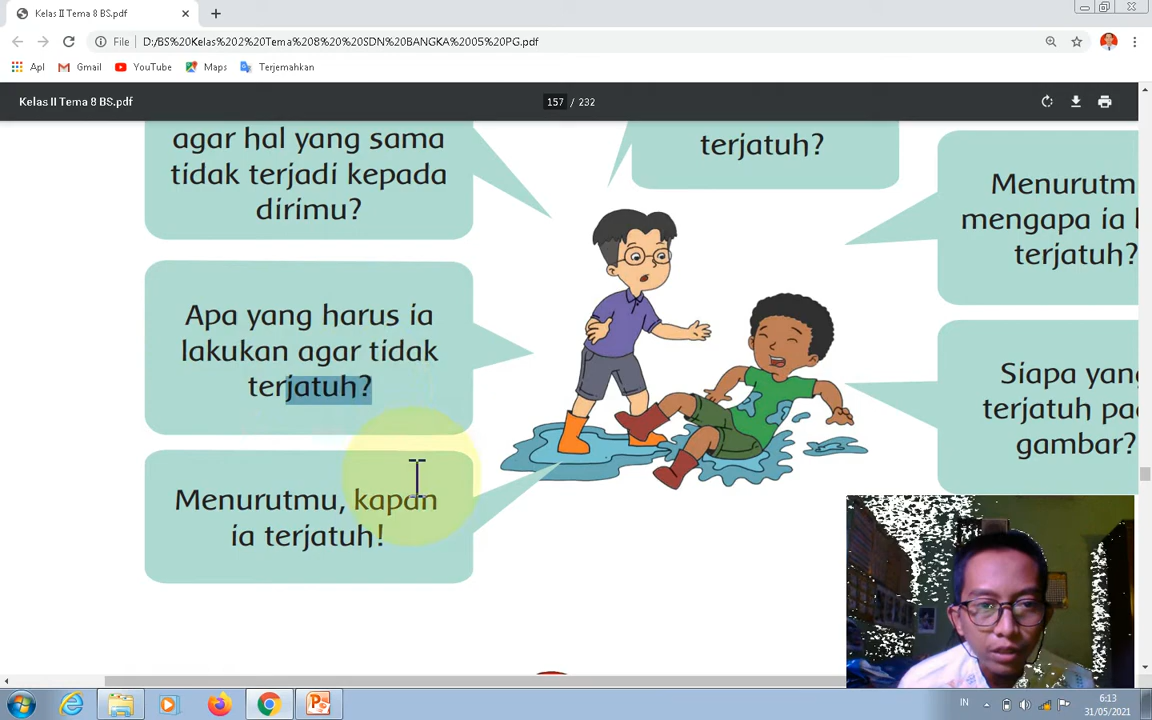 Kelas II Tema 8 BS.pdf
File D:/BS%20Kelas%202%20Tema%208%20%20SDN%20BANGKA%2005%20PG.pdf
Apl Gmail YouTube Maps Terjemahkan
Kelas II Tema 8 BS.pdf
157 / 232
agar hal yang sama
tidak terjadi kepada
dirimu?
terjatuh?
Menurutm
mengapa ia
terjatuh?
Apa yang harus ia
lakukan agar tidak
terjatuh?
Siapa yang
terjatuh pa
gambar?
Menurutmu, kapan
ia terjatuh!
IN
6:13
31/05/2021